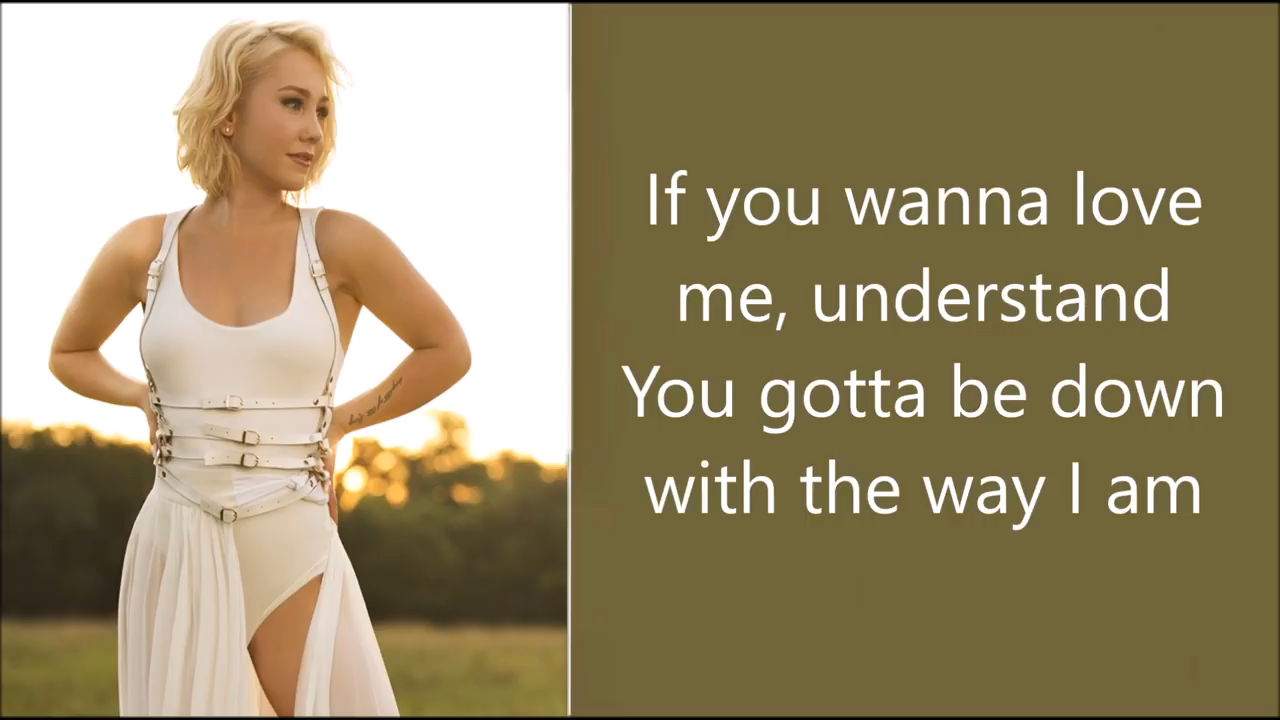 If you wanna love
me, understand
You gotta be down
with the way I am